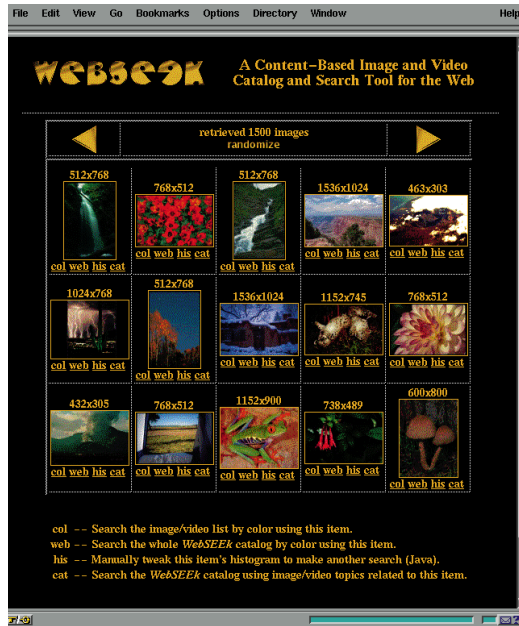 File Edit View Go Bookmarks Options Directory Window Help
WEBSEEK
A Content-Based Image and Video
Catalog and Search Tool for the Web
retrieved 1500 images
randomize
512x768 768x512 512x768 1536x1024 463x303
col web his cat col web his cat col web his cat col web his cat col web his cat
1024x768 512x768 1536x1024 1152x745 768x512
col web his cat col web his cat col web his cat col web his cat col web his cat
432x305 768x512 1152x900 738x489 600x800
col web his cat col web his cat col web his cat col web his cat col web his cat
col -- Search the image/video list by color using this item.
web -- Search the whole WebSEEk catalog by color using this item.
his -- Manually tweak this item's histogram to make another search (Java).
cat -- Search the WebSEEk catalog using image/video topics related to this item.